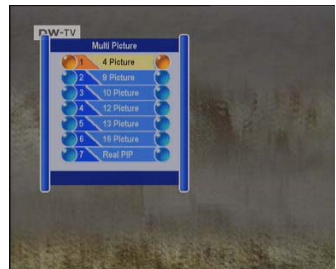 DW-TV
Multi Picture
1 4 Picture
2 9 Picture
3 10 Picture
4 12 Picture
5 13 Picture
6 16 Picture
7 Real PIP